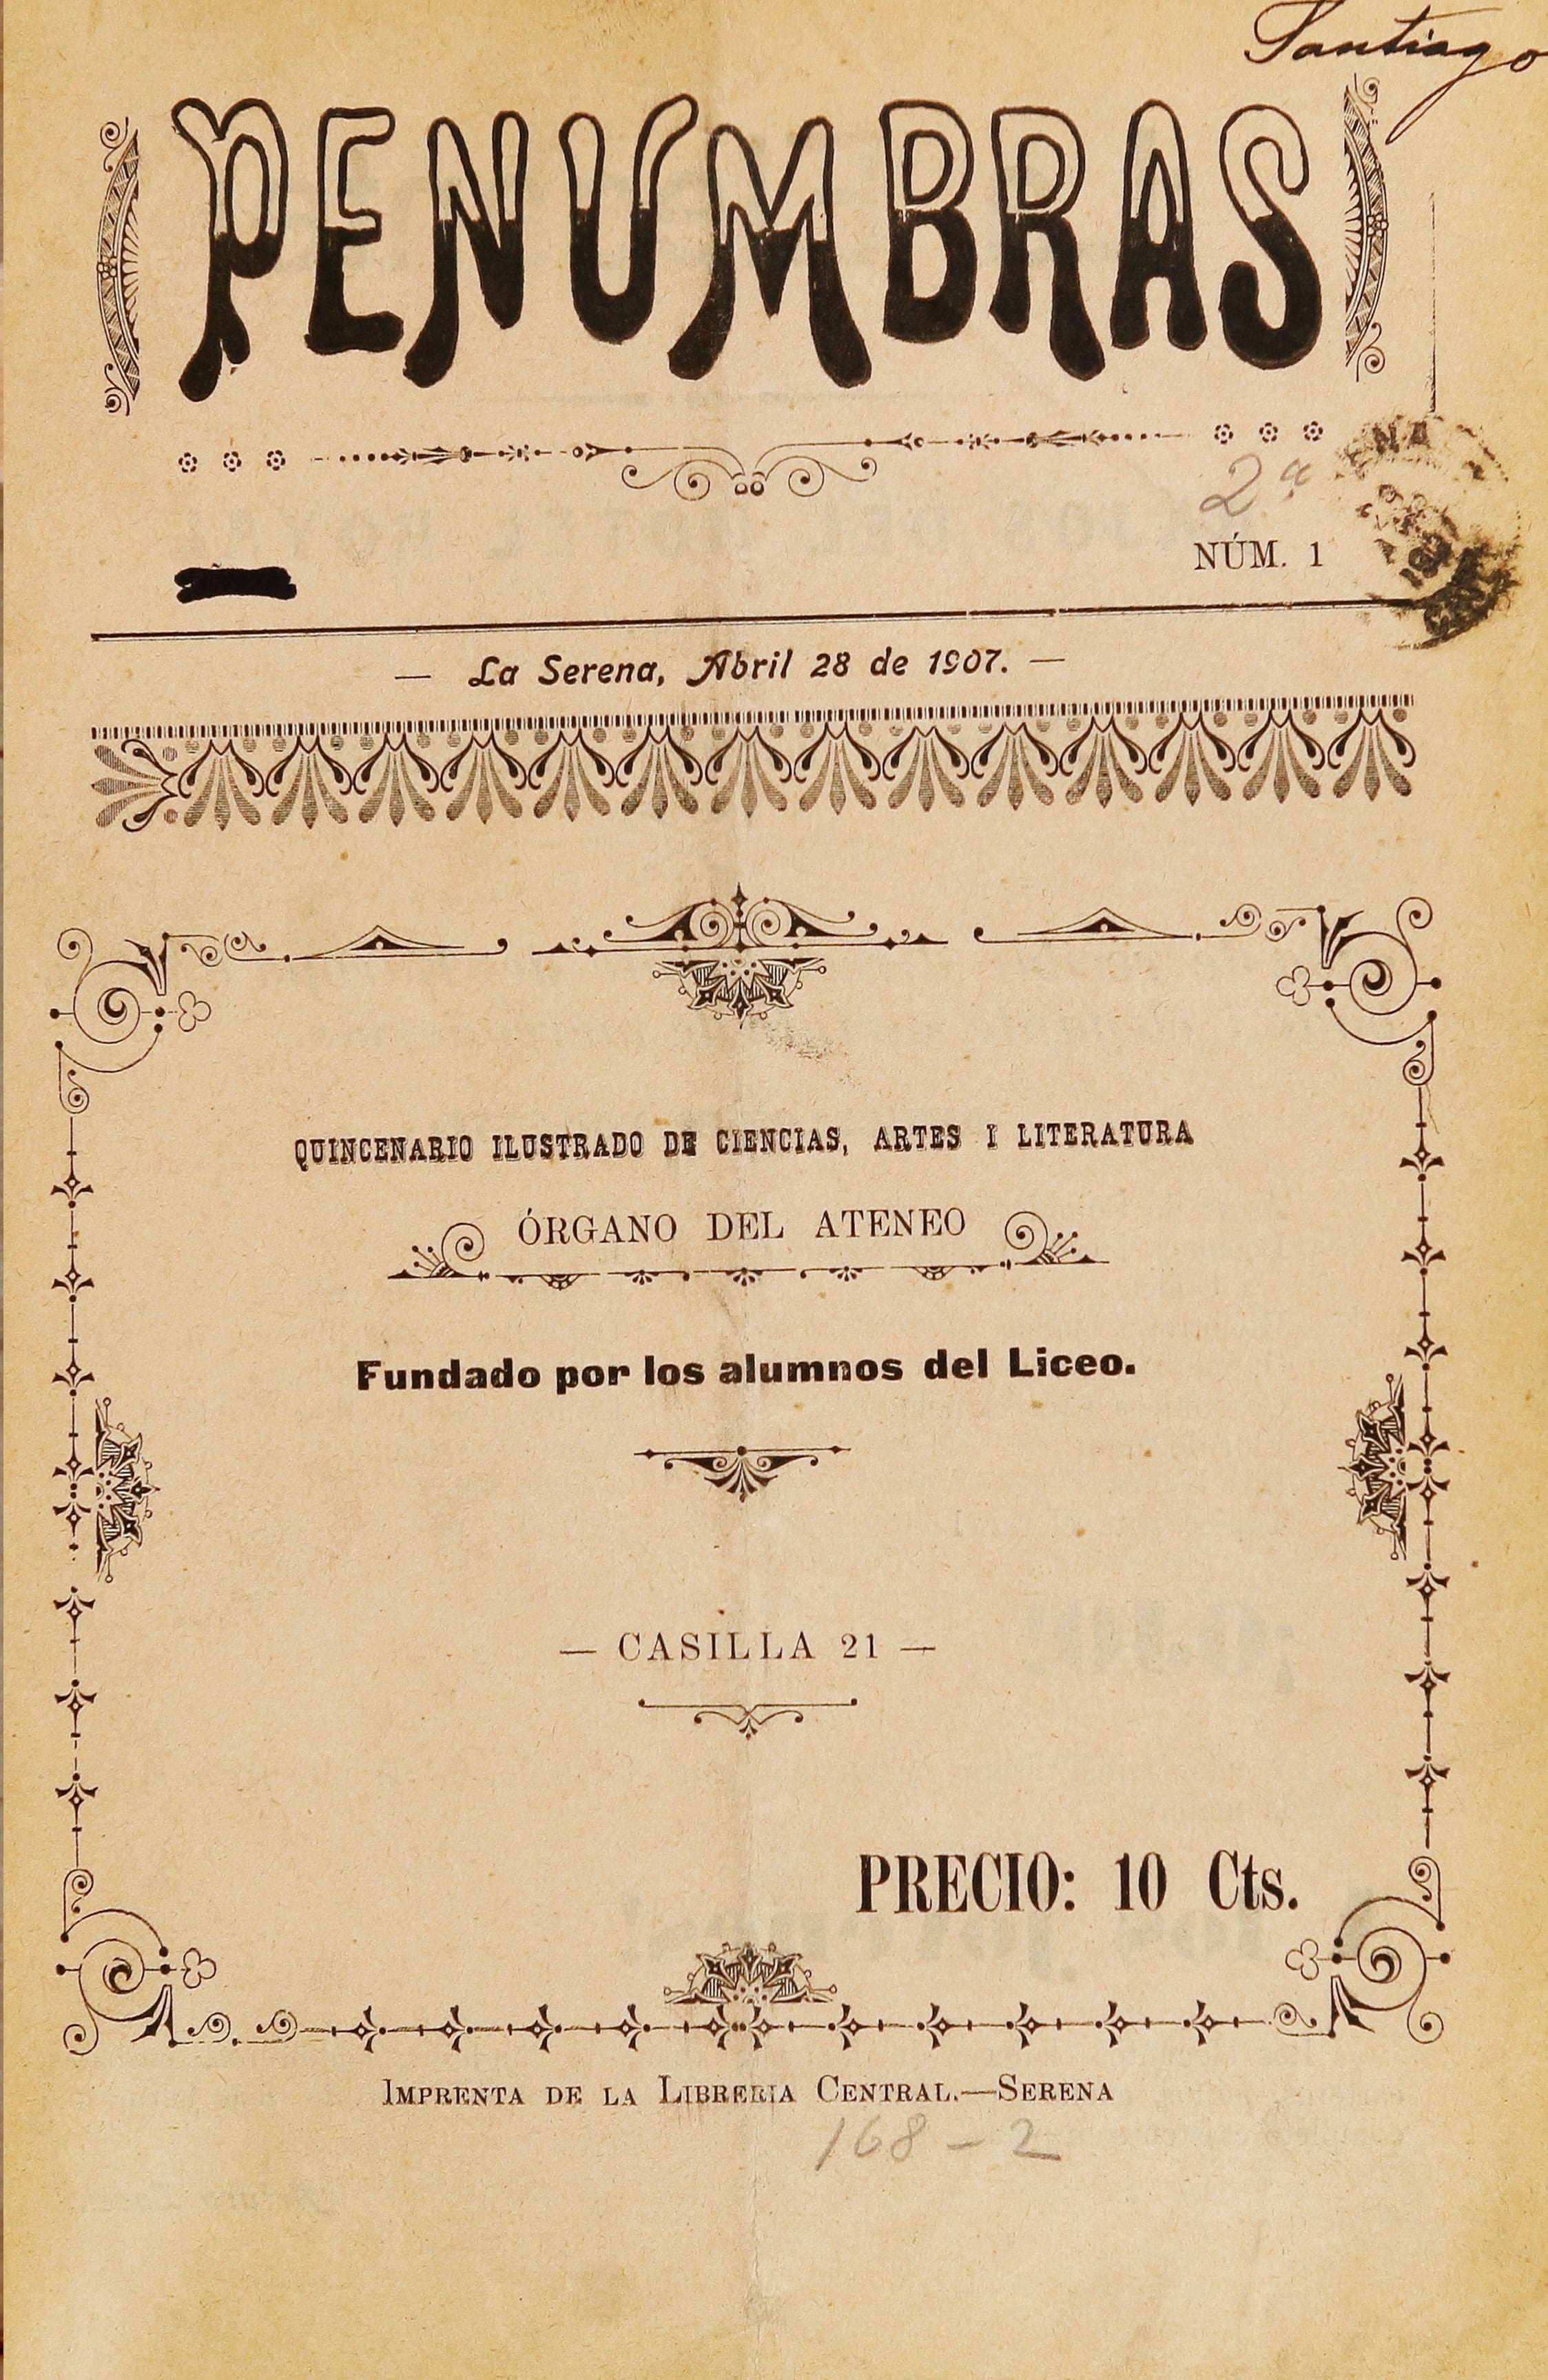 Santiago
PENUMBRAS
2ª
NÚM. 1
— La Serena, Abril 28 de 1907. —
QUINCENARIO ILUSTRADO DE CIENCIAS, ARTES I LITERATURA
ÓRGANO DEL ATENEO
Fundado por los alumnos del Liceo.
— CASILLA 21 —
PRECIO: 10 Cts.
IMPRENTA DE LA LIBRERIA CENTRAL.—SERENA
168 – 2